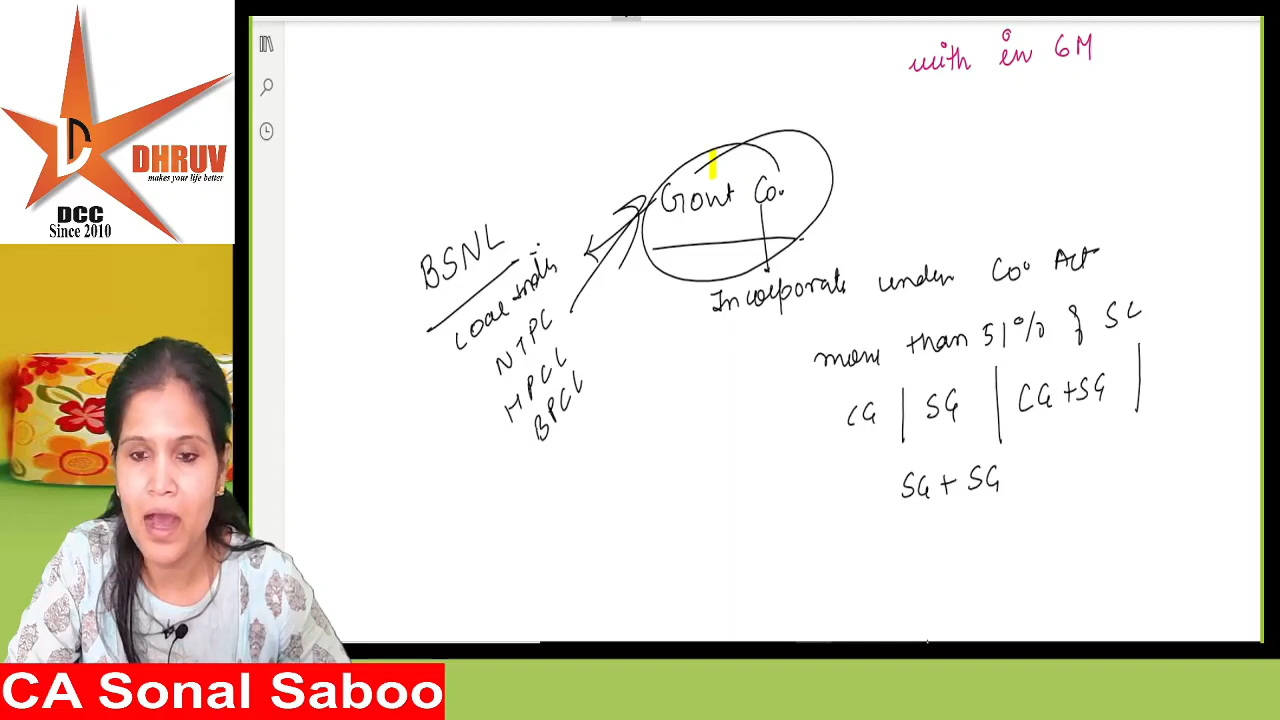 with in 6M
DHRUV
makes your life better
DCC
Since 2010
Govt Co.
BSNL
Coal India
NTPC
HPCL
BPCL
Incorporate under Co. Act
more than 51% of SC
CG | SG | CG+SG |
SG + SG
CA Sonal Saboo